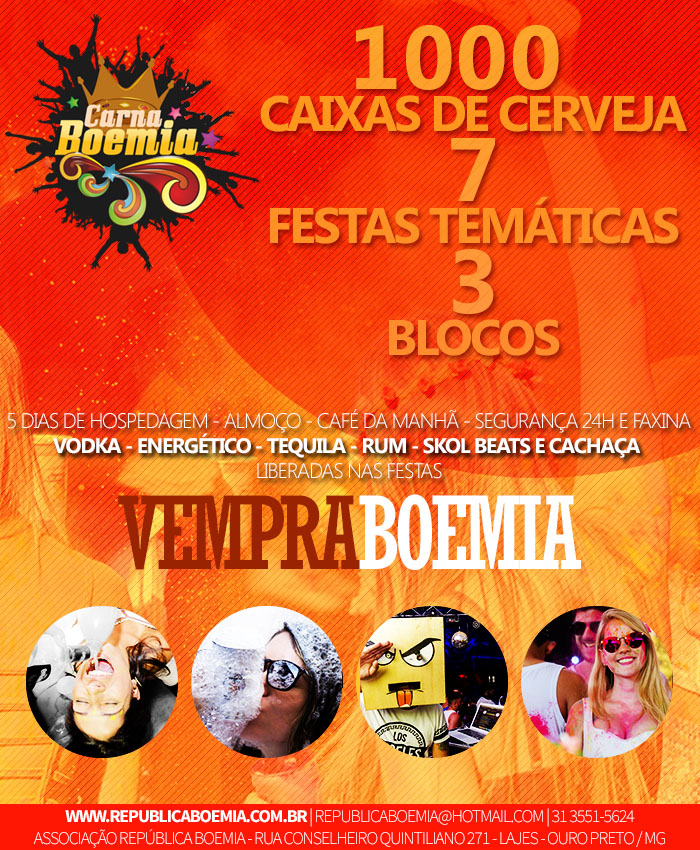 Carna
Boemia
1000
CAIXAS DE CERVEJA
7
FESTAS TEMÁTICAS
3
BLOCOS
5 DIAS DE HOSPEDAGEM - ALMOÇO - CAFÉ DA MANHÃ - SEGURANÇA 24H E FAXINA
VODKA - ENERGÉTICO - TEQUILA - RUM - SKOL BEATS E CACHAÇA
LIBERADAS NAS FESTAS
VEMPRABOEMIA
LOS
WWW.REPUBLICABOEMIA.COM.BR | REPUBLICABOEMIA@HOTMAIL.COM | 31 3551-5624
ASSOCIAÇÃO REPÚBLICA BOEMIA - RUA CONSELHEIRO QUINTILIANO 271 - LAJES - OURO PRETO / MG